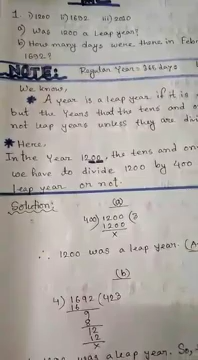 1. i) 1200 ii) 1692 iii) 2020
a) Was 1200 a leap year?
b) How many days were there in Feb
1692?
NOTE: Regular Year = 365 days
We know,
* A year is a leap year if it is
but the years that the tens and o
not leap years unless they are divi
* Here,
In the year 1200, the tens and on
we have to divide 1200 by 400
leap year or not.
Solution:
(a)
400) 1200 (3
1200
x
∴ 1200 was a leap year. (A
(b)
4) 1692 (423
16
9
8
12
12
x
was a leap year. So,